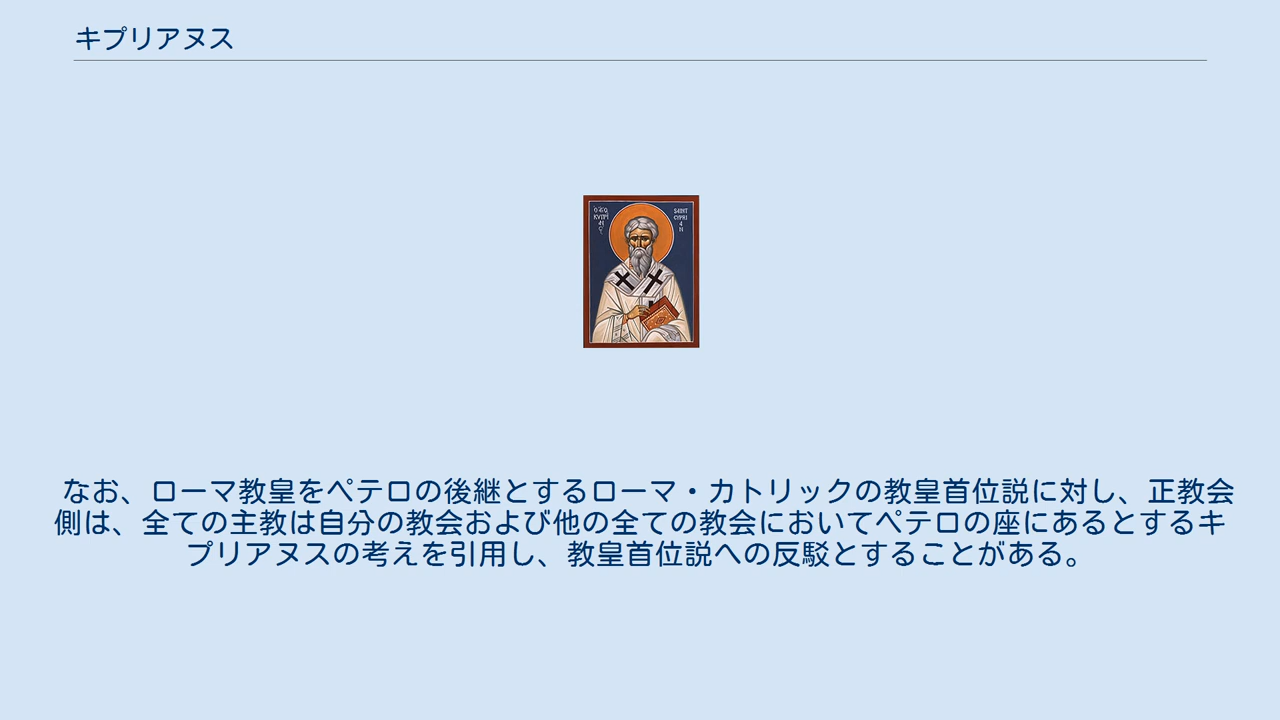 キプリアヌス
SAINT
CYPRI
A
N
なお、ローマ教皇をペテロの後継とするローマ・カトリックの教皇首位説に対し、正教会
側は、全ての主教は自分の教会および他の全ての教会においてペテロの座にあるとするキ
プリアヌスの考えを引用し、教皇首位説への反駁とすることがある。